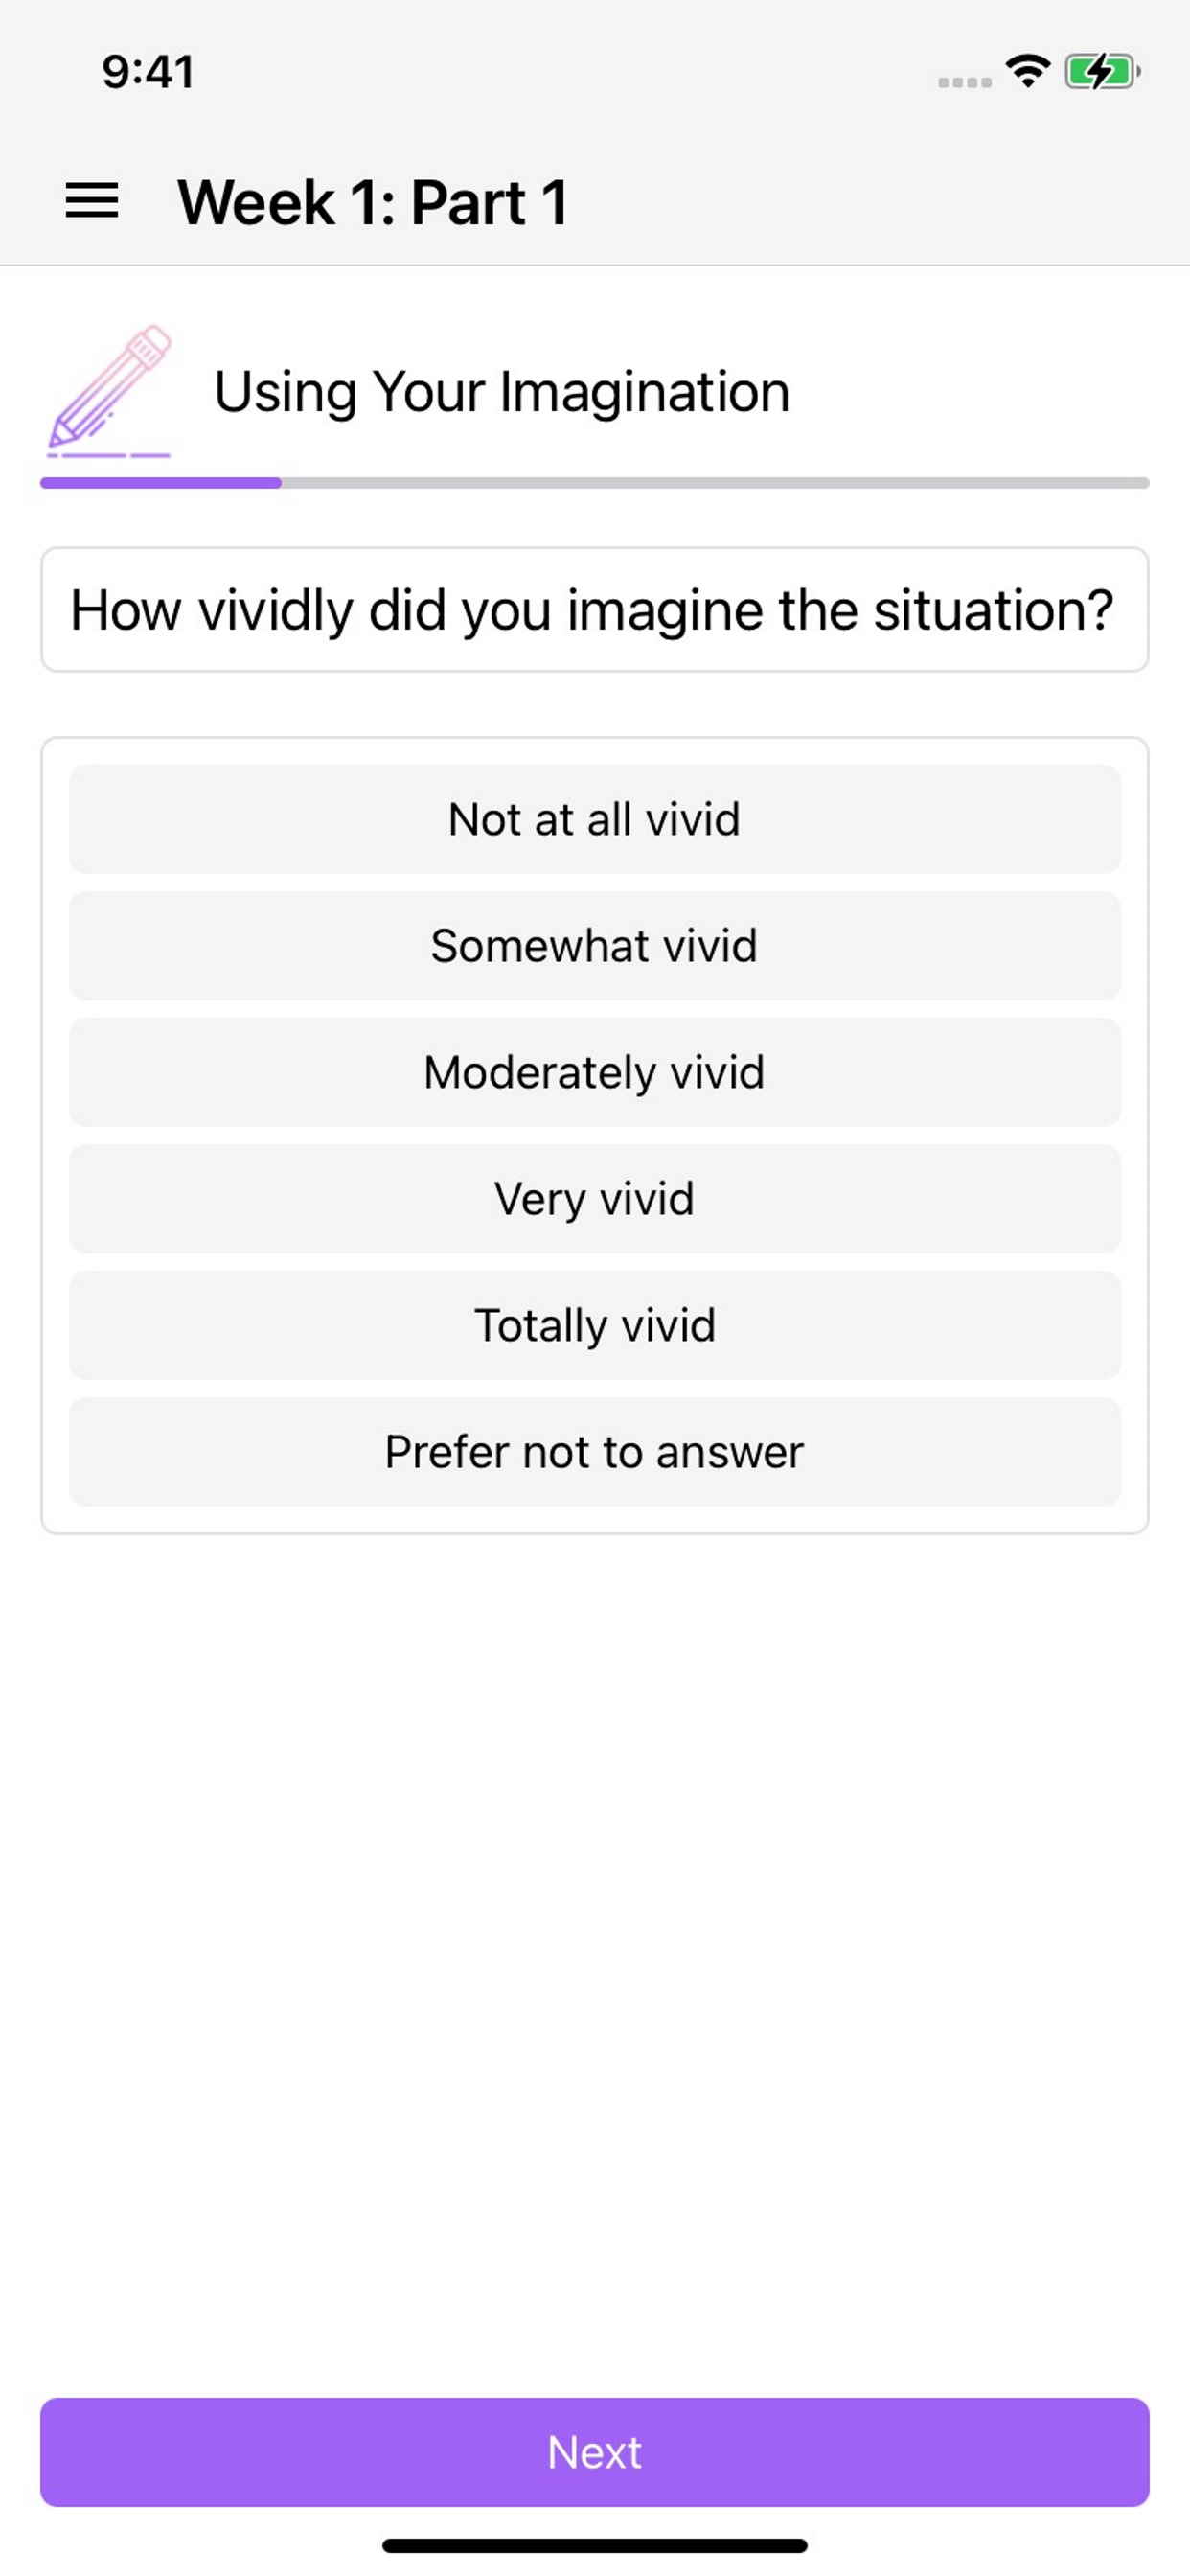 9:41
Week 1: Part 1
Using Your Imagination
How vividly did you imagine the situation?
Not at all vivid
Somewhat vivid
Moderately vivid
Very vivid
Totally vivid
Prefer not to answer
Next